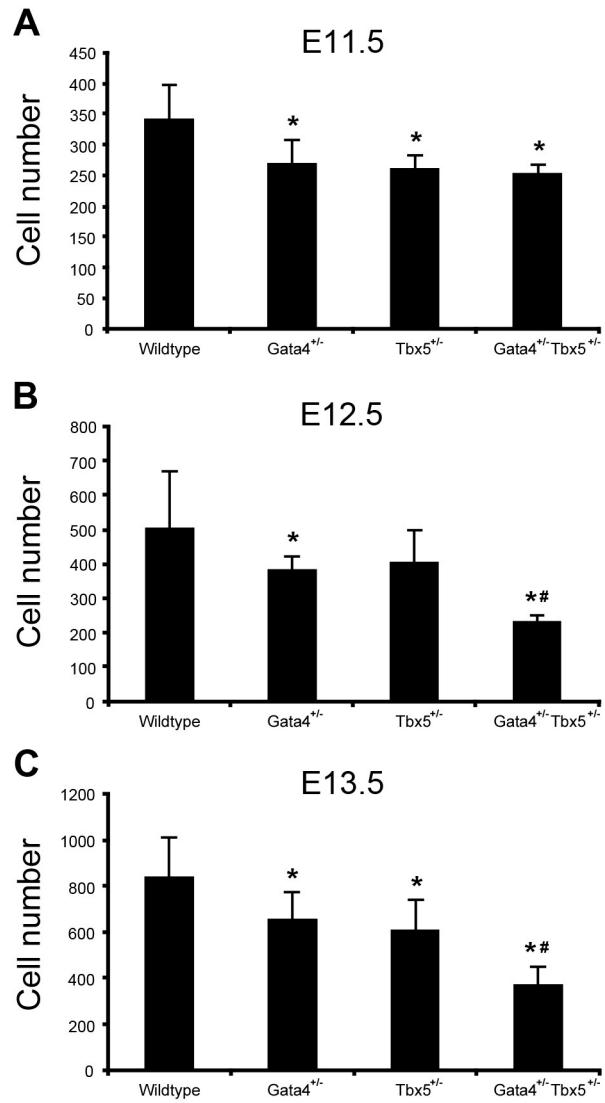 A
E11.5
Cell number
450
400
350
300
250
200
150
100
50
0
*
*
*
Wildtype
Gata4+/-
Tbx5+/-
Gata4+/-Tbx5+/-
B
E12.5
Cell number
800
700
600
500
400
300
200
100
0
*
*#
Wildtype
Gata4+/-
Tbx5+/-
Gata4+/-Tbx5+/-
C
E13.5
Cell number
1200
1000
800
600
400
200
0
*
*
*#
Wildtype
Gata4+/-
Tbx5+/-
Gata4+/-Tbx5+/-